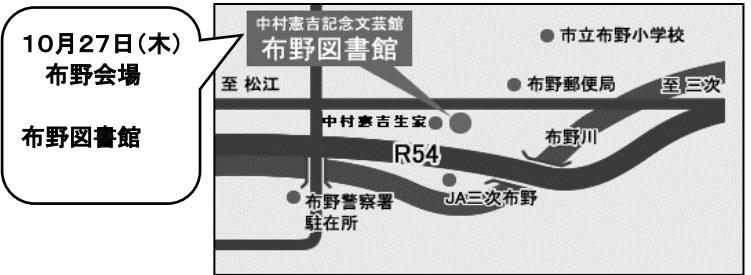 10月27日(木)
布野会場
布野図書館
中村憲吉記念文芸館
布野図書館
市立布野小学校
布野郵便局
至 松江
至 三次
中村憲吉生家
布野川
R54
JA三次布野
布野警察署
駐在所